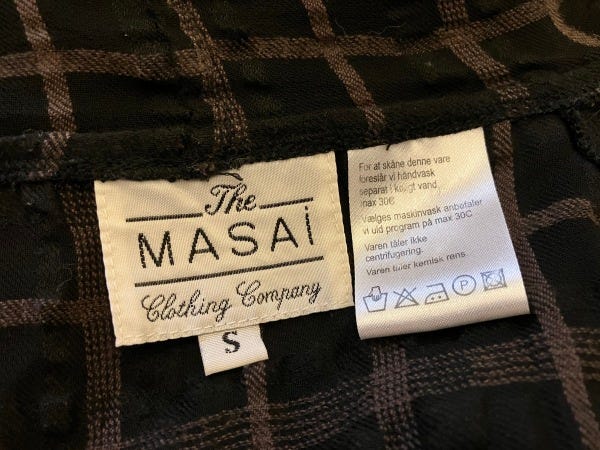 The
MASAi
Clothing Company
S
For at skåne denne vare
foreslår vi håndvask
separat i koligt vand,
max 30€
Vælges maskinvask anbefaler
vi uld program på max 30C
Varen tåler ikke
centrifugering.
Varen tåler kemisk rens.
P